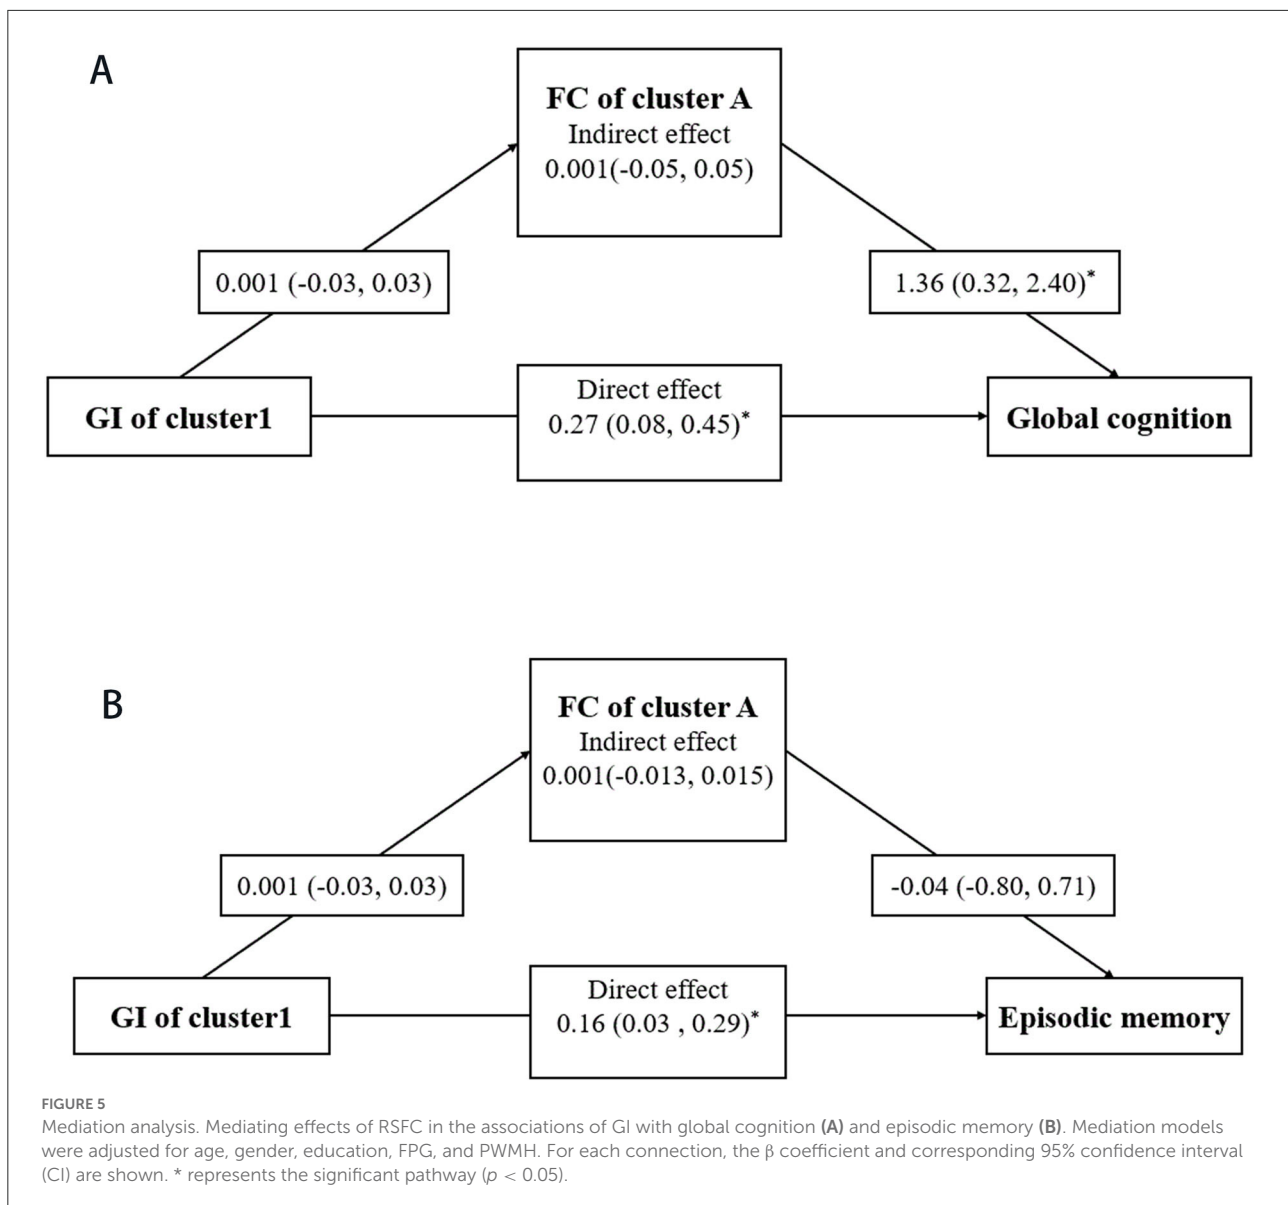 A
FC of cluster A
Indirect effect
0.001(-0.05, 0.05)
0.001 (-0.03, 0.03)
1.36 (0.32, 2.40)*
GI of cluster1
Direct effect
0.27 (0.08, 0.45)*
Global cognition
B
FC of cluster A
Indirect effect
0.001(-0.013, 0.015)
0.001 (-0.03, 0.03)
-0.04 (-0.80, 0.71)
GI of cluster1
Direct effect
0.16 (0.03 , 0.29)*
Episodic memory
FIGURE 5
Mediation analysis. Mediating effects of RSFC in the associations of GI with global cognition (A) and episodic memory (B). Mediation models
were adjusted for age, gender, education, FPG, and PWMH. For each connection, the β coefficient and corresponding 95% confidence interval
(CI) are shown. * represents the significant pathway (p < 0.05).